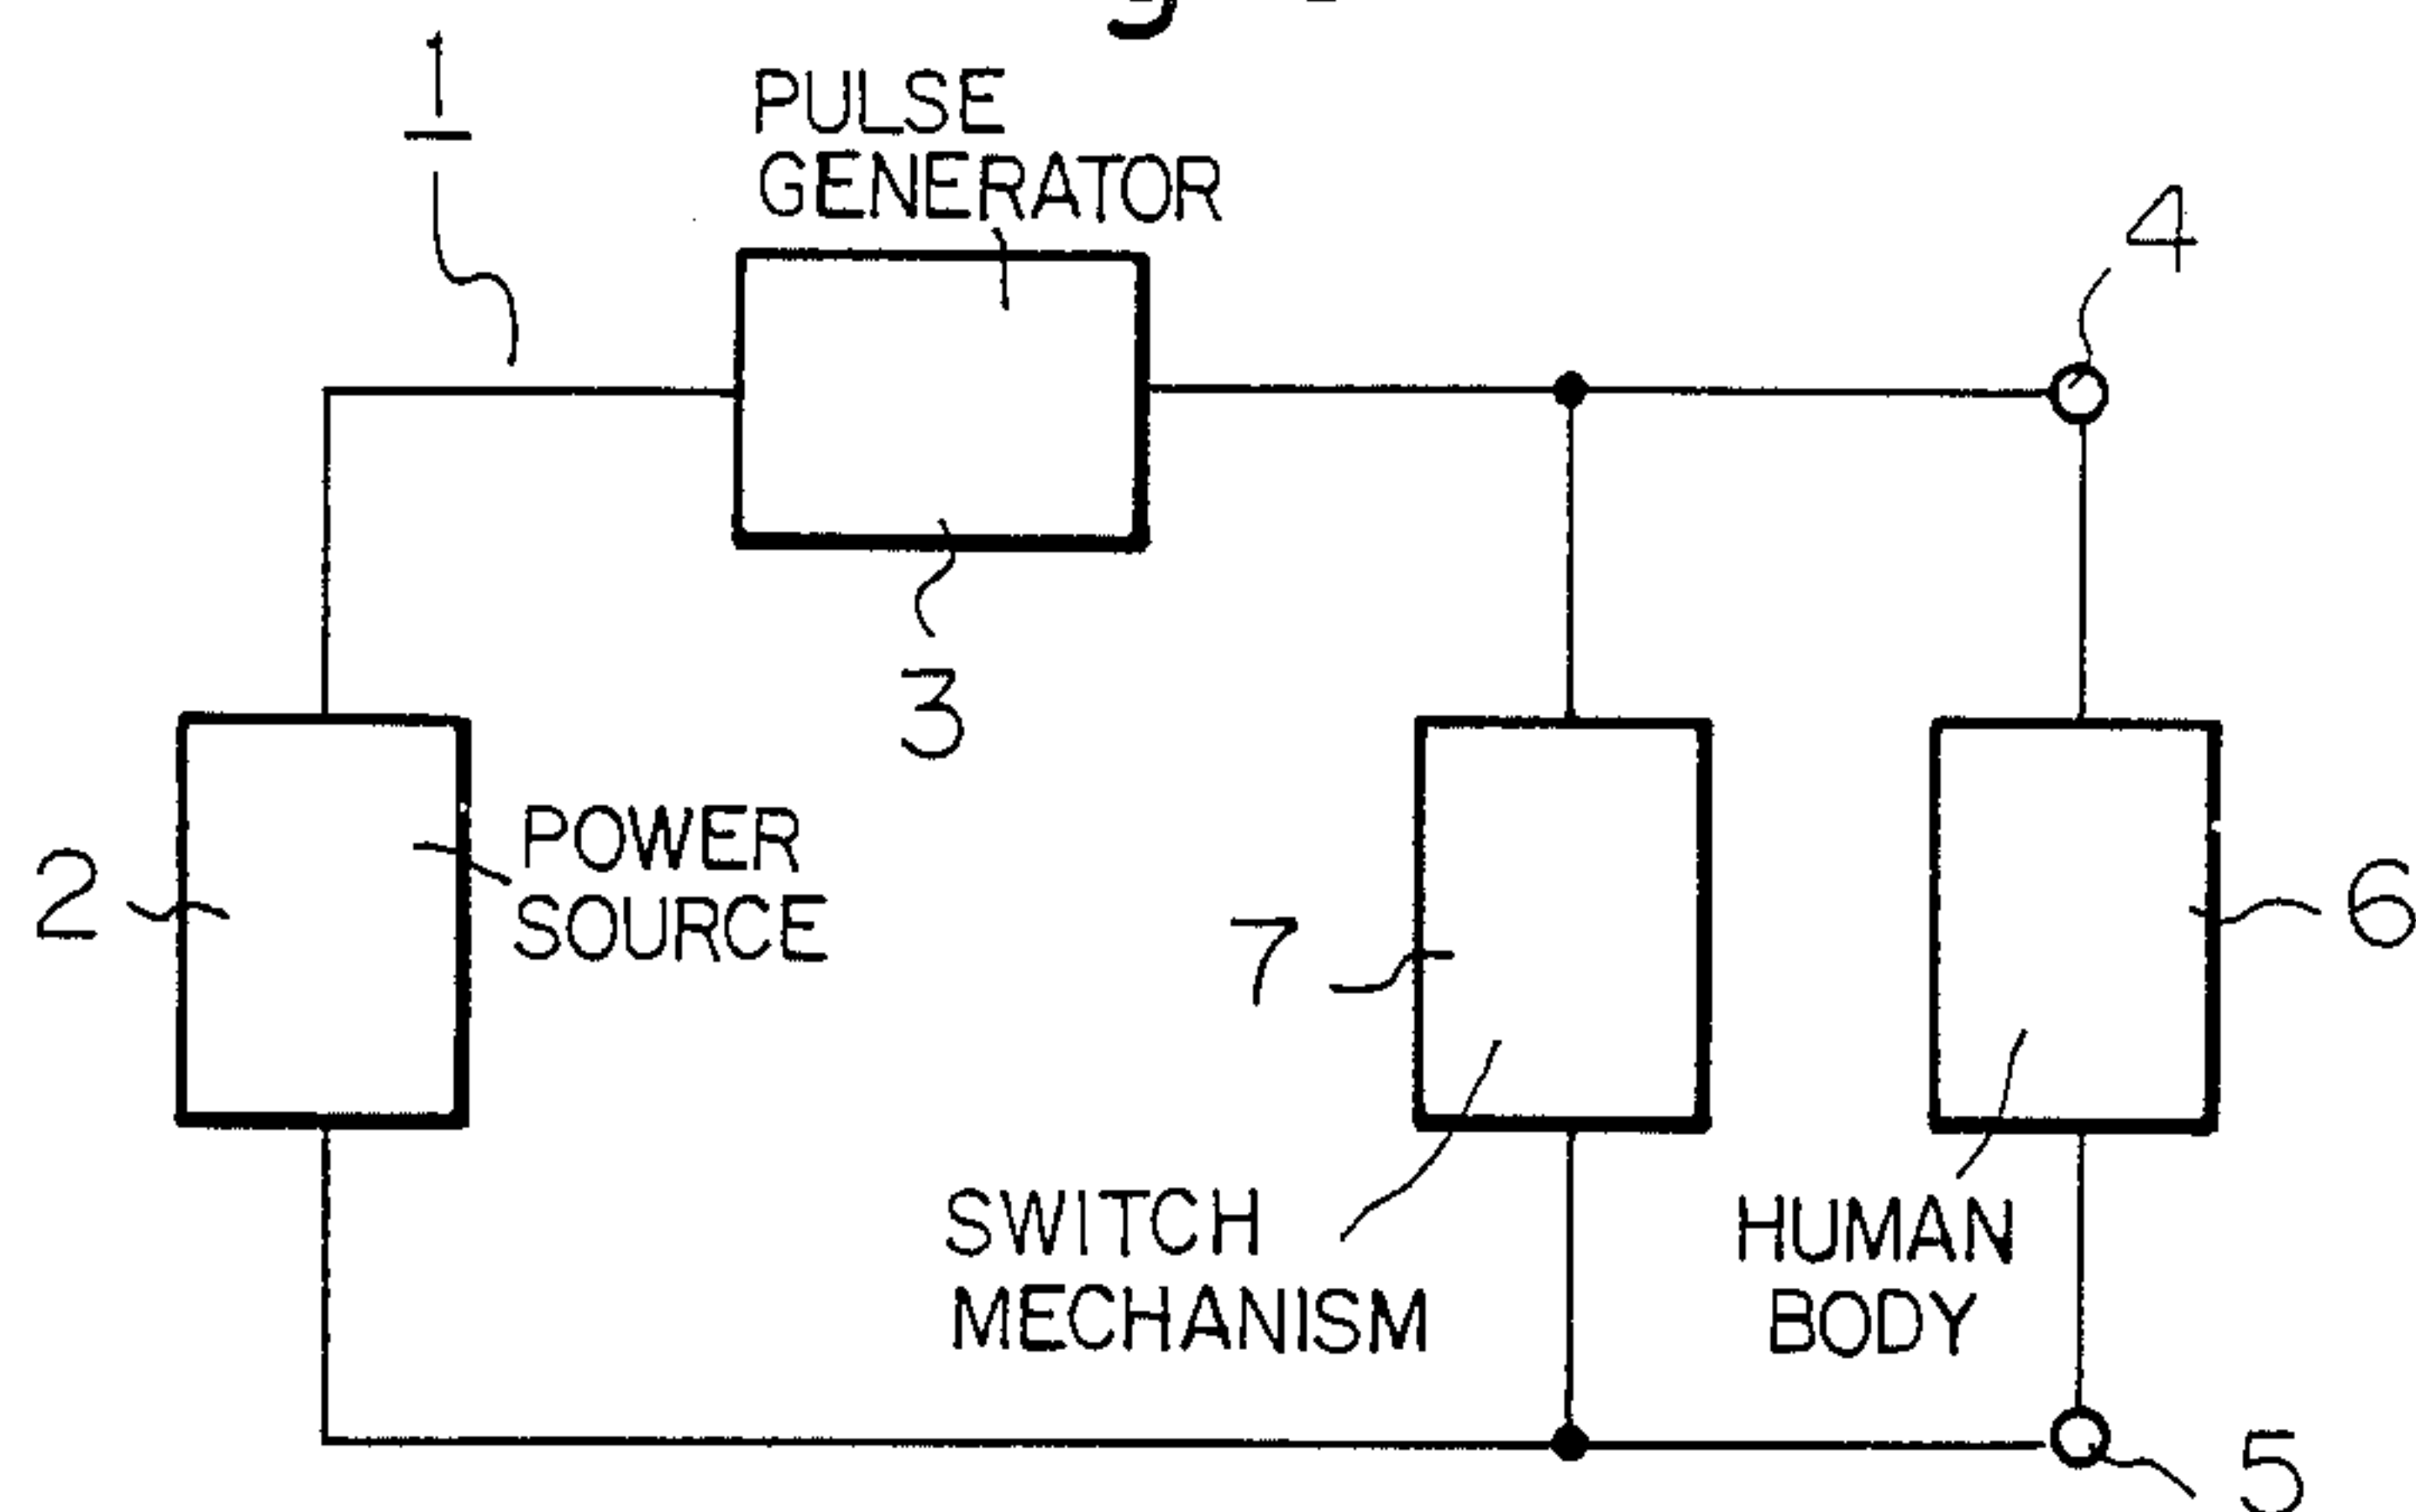 1
PULSE
GENERATOR
4
3
2
POWER
SOURCE
7
6
SWITCH
MECHANISM
HUMAN
BODY
5